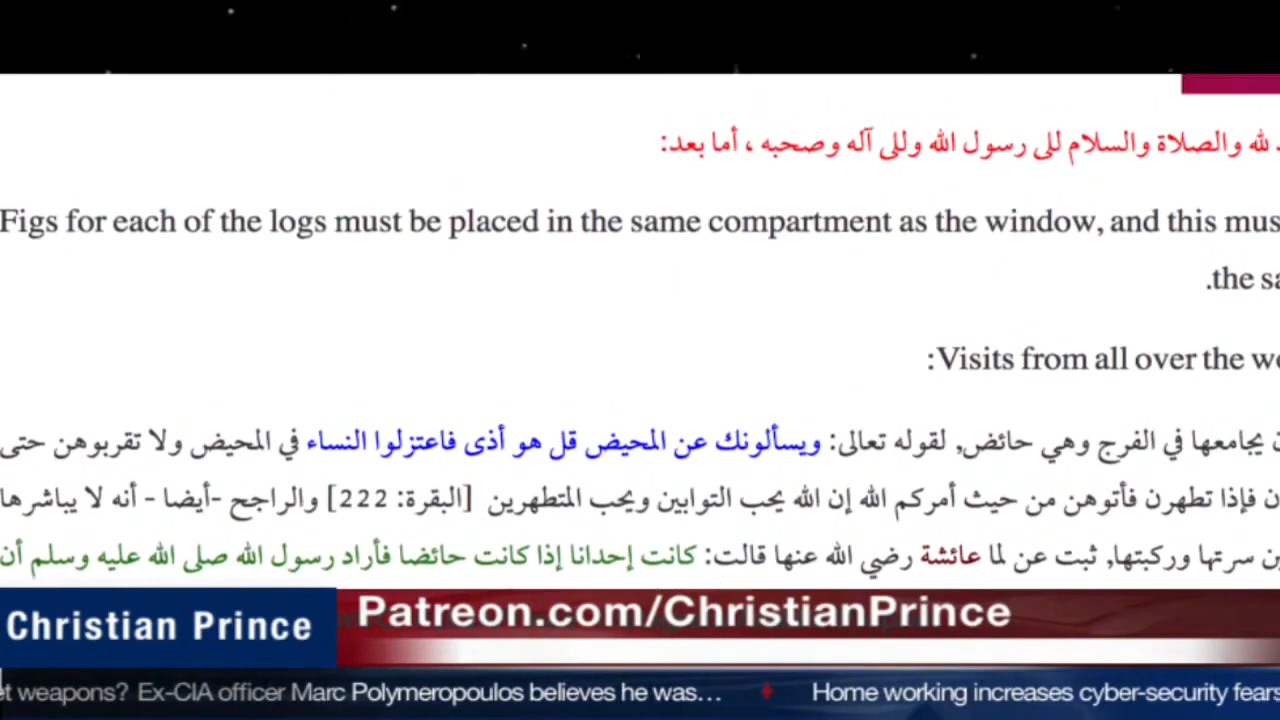 لله والصلاة والسلام للى رسول الله وللى آله وصحبه ، أما بعد:
Figs for each of the logs must be placed in the same compartment as the window, and this mus
.the sa
:Visits from all over the wo
يجامعها في الفرج وهي حائض, لقوله تعالى: ويسألونك عن المحيض قل هو أذى فاعتزلوا النساء في المحيض ولا تقربوهن حتى
فإذا تطهرن فأتوهن من حيث أمركم الله إن الله يحب التوابين ويحب المتطهرين [البقرة: 222] والراجح -أيضا - أنه لا يباشرها
سرتها وركبتها, ثبت عن لما عائشة رضي الله عنها قالت: كانت إحدانا إذا كانت حائضا فأراد رسول الله صلى الله عليه وسلم أن
Christian Prince
Patreon.com/ChristianPrince
et weapons? Ex-CIA officer Marc Polymeropoulos believes he was... Home working increases cyber-security fears